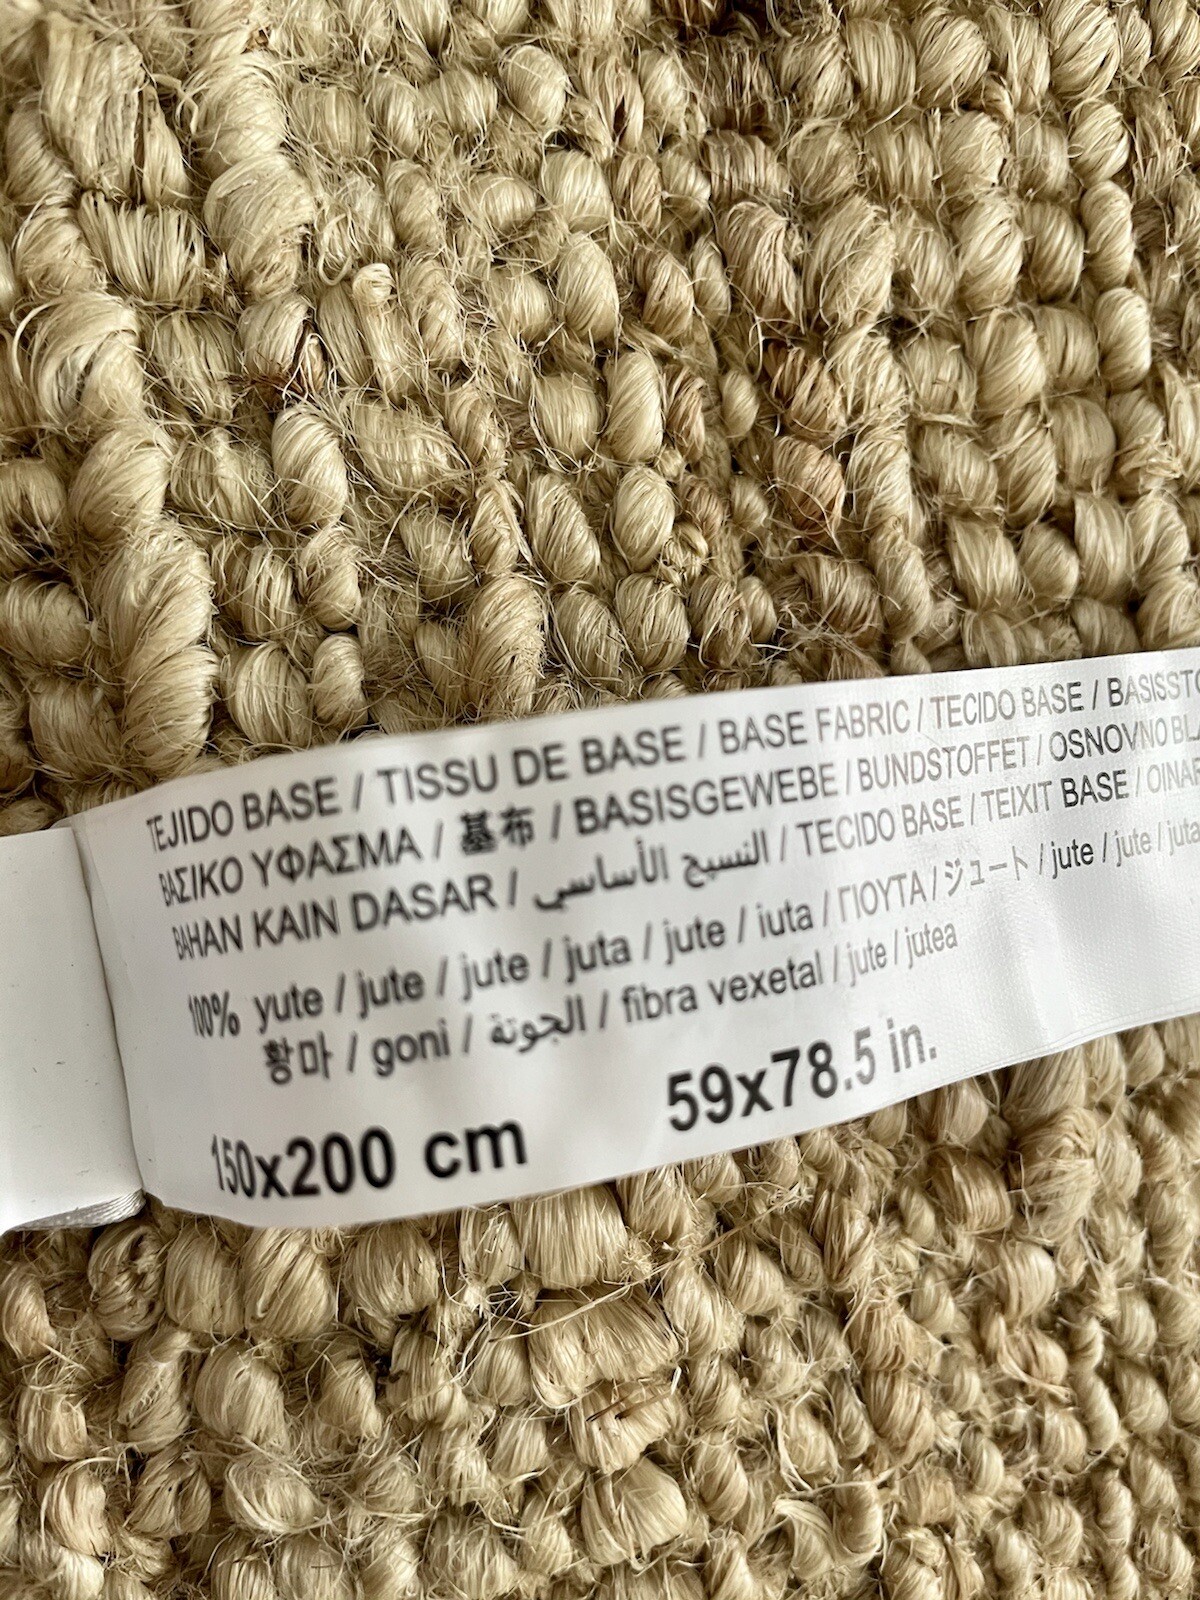 TEJIDO BASE / TISSU DE BASE / BASE FABRIC / TECIDO BASE /
ΒΑΣΙΚΟ ΥΦΑΣΜΑ / 基布 / BASISGEWEBE / BUNDSTOFFET / OSNOVNO
BAHAN KAIN DASAR / النسيج الأساسي / TECIDO BASE / TEIXIT BASE /
100% yute / jute / jute / juta / jute / iuta / ΓΙΟΥΤΑ / ジュート / jute / jute / juta
황마 / goni / الجوتة / fibra vexetal / jute / jutea
150x200 cm 59x78.5 in.